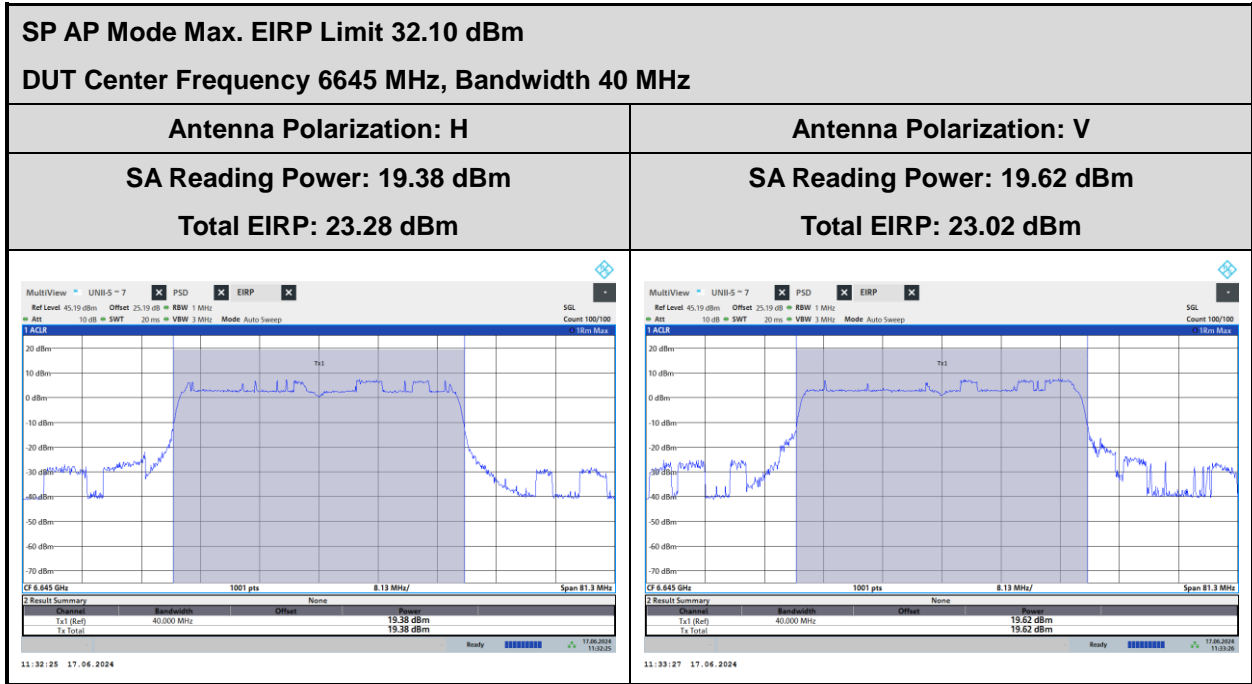 SP AP Mode Max. EIRP Limit 32.10 dBm
DUT Center Frequency 6645 MHz, Bandwidth 40 MHz
Antenna Polarization: H
Antenna Polarization: V
SA Reading Power: 19.38 dBm
Total EIRP: 23.28 dBm
SA Reading Power: 19.62 dBm
Total EIRP: 23.02 dBm
MultiView UNII-5 ~ 7 X PSD X EIRP X
Ref Level 45.19 dBm Offset 25.19 dB RBW 1 MHz SGL
Att 10 dB SWT 20 ms VBW 3 MHz Mode Auto Sweep Count 100/100
1 ACLR 1Rm Max
20 dBm
Tx1
10 dBm
0 dBm
-10 dBm
-20 dBm
-30 dBm
-40 dBm
-50 dBm
-60 dBm
-70 dBm
CF 6.645 GHz 1001 pts 8.13 MHz/ Span 81.3 MHz
2 Result Summary None
Channel Bandwidth Offset Power
Tx1 (Ref) 40.000 MHz 19.38 dBm
Tx Total 19.38 dBm
Ready 17.06.2024
11:32:25
11:32:25 17.06.2024
MultiView UNII-5 ~ 7 X PSD X EIRP X
Ref Level 45.19 dBm Offset 25.19 dB RBW 1 MHz SGL
Att 10 dB SWT 20 ms VBW 3 MHz Mode Auto Sweep Count 100/100
1 ACLR 1Rm Max
20 dBm
Tx1
10 dBm
0 dBm
-10 dBm
-20 dBm
-30 dBm
-40 dBm
-50 dBm
-60 dBm
-70 dBm
CF 6.645 GHz 1001 pts 8.13 MHz/ Span 81.3 MHz
2 Result Summary None
Channel Bandwidth Offset Power
Tx1 (Ref) 40.000 MHz 19.62 dBm
Tx Total 19.62 dBm
Ready 17.06.2024
11:33:26
11:33:27 17.06.2024